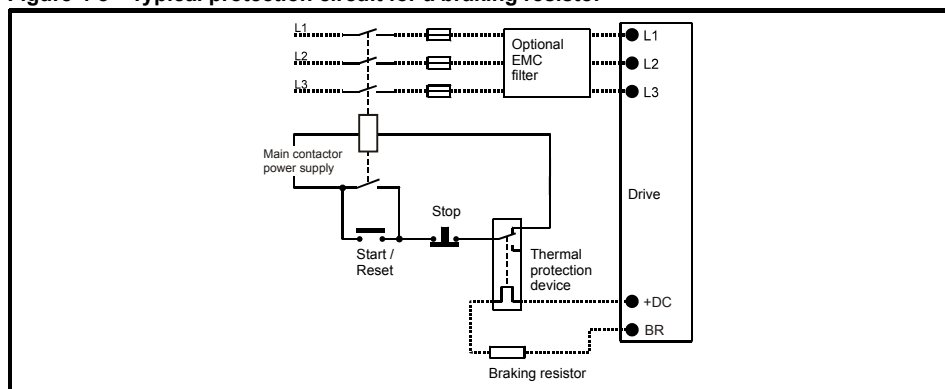 Figure 4-8 Typical protection circuit for a braking resistor
L1
L2
L3
Optional
EMC
filter
L1
L2
L3
Main contactor
power supply
Drive
Stop
Start /
Reset
Thermal
protection
device
+DC
BR
Braking resistor